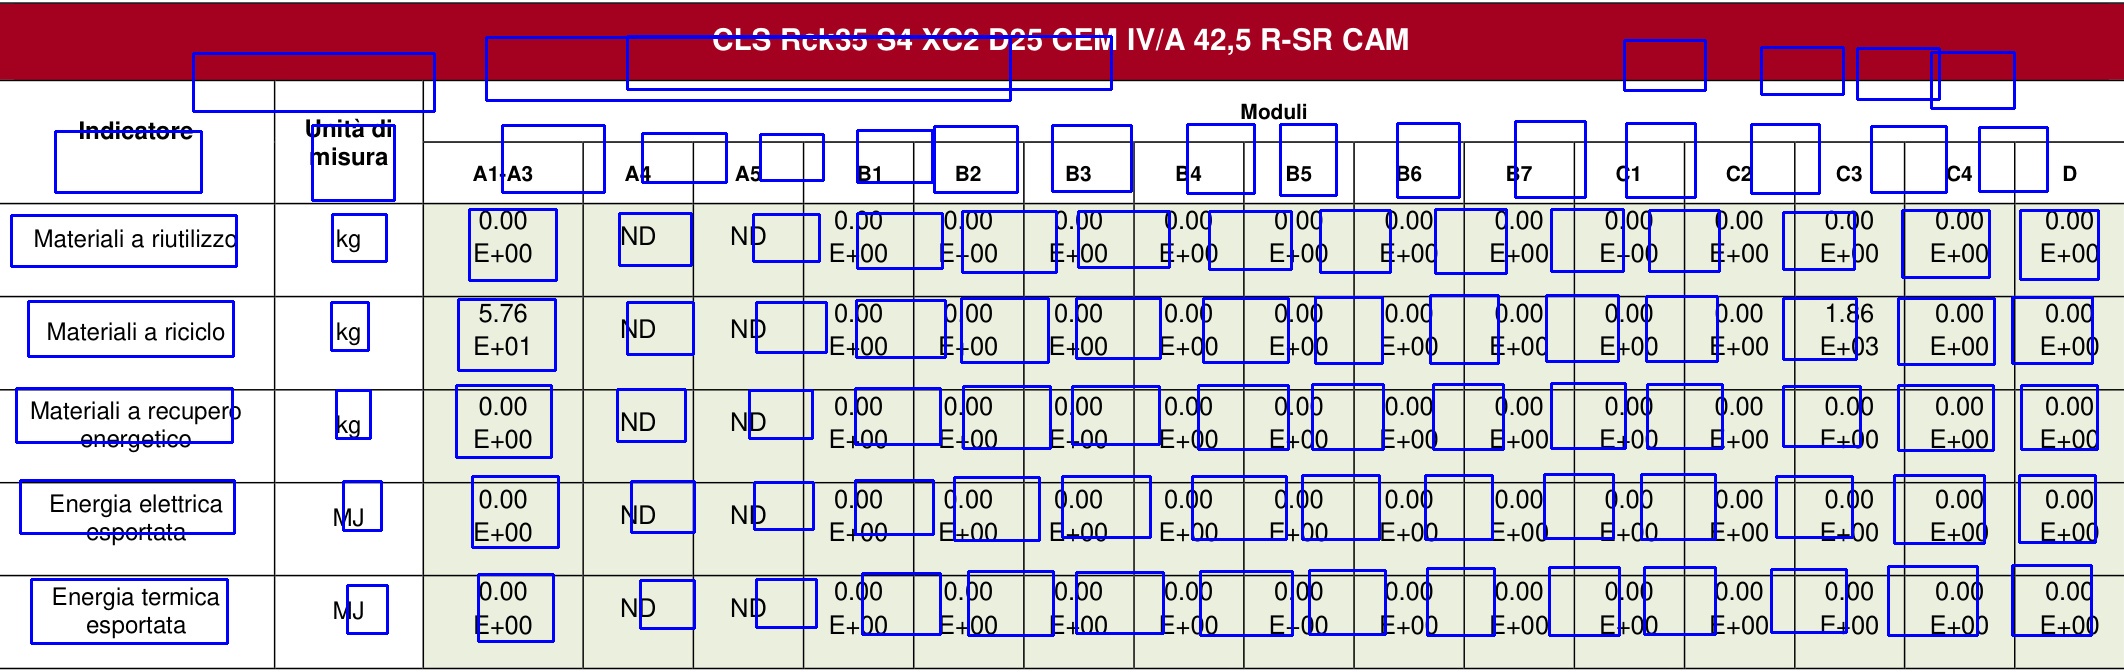 CLS Rck35 S4 XC2 D25 CEM IV/A 42,5 R-SR CAM
Indicatore Unità di misura Moduli
A1-A3 A4 A5 B1 B2 B3 B4 B5 B6 B7 C1 C2 C3 C4 D
Materiali a riutilizzo kg 0.00 E+00 ND ND 0.00 E+00 0.00 E+00 0.00 E+00 0.00 E+00 0.00 E+00 0.00 E+00 0.00 E+00 0.00 E+00 0.00 E+00 0.00 E+00 0.00 E+00 0.00 E+00
Materiali a riciclo kg 5.76 E+01 ND ND 0.00 E+00 0.00 E+00 0.00 E+00 0.00 E+00 0.00 E+00 0.00 E+00 0.00 E+00 0.00 E+00 0.00 E+00 1.86 E+03 0.00 E+00 0.00 E+00
Materiali a recupero energetico kg 0.00 E+00 ND ND 0.00 E+00 0.00 E+00 0.00 E+00 0.00 E+00 0.00 E+00 0.00 E+00 0.00 E+00 0.00 E+00 0.00 E+00 0.00 E+00 0.00 E+00 0.00 E+00
Energia elettrica esportata MJ 0.00 E+00 ND ND 0.00 E+00 0.00 E+00 0.00 E+00 0.00 E+00 0.00 E+00 0.00 E+00 0.00 E+00 0.00 E+00 0.00 E+00 0.00 E+00 0.00 E+00 0.00 E+00
Energia termica esportata MJ 0.00 E+00 ND ND 0.00 E+00 0.00 E+00 0.00 E+00 0.00 E+00 0.00 E+00 0.00 E+00 0.00 E+00 0.00 E+00 0.00 E+00 0.00 E+00 0.00 E+00 0.00 E+00